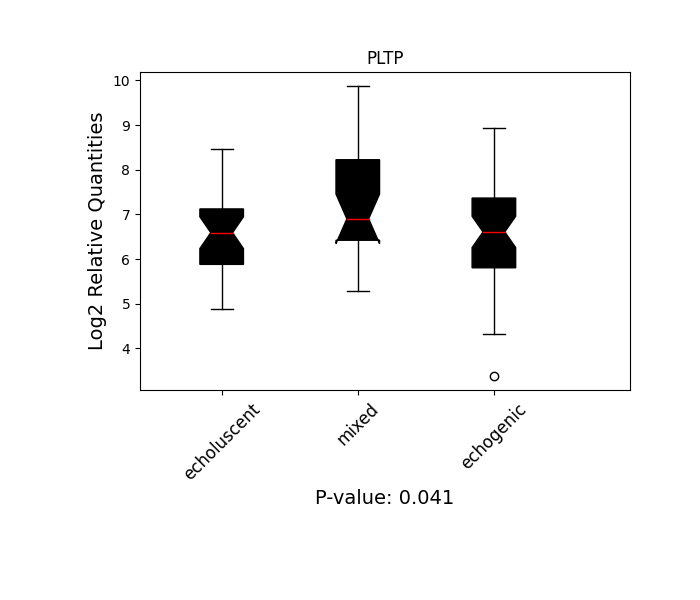 PLTP
Log2 Relative Quantities
10
9
8
7
6
5
4
echoluscent
mixed
echogenic
P-value: 0.041